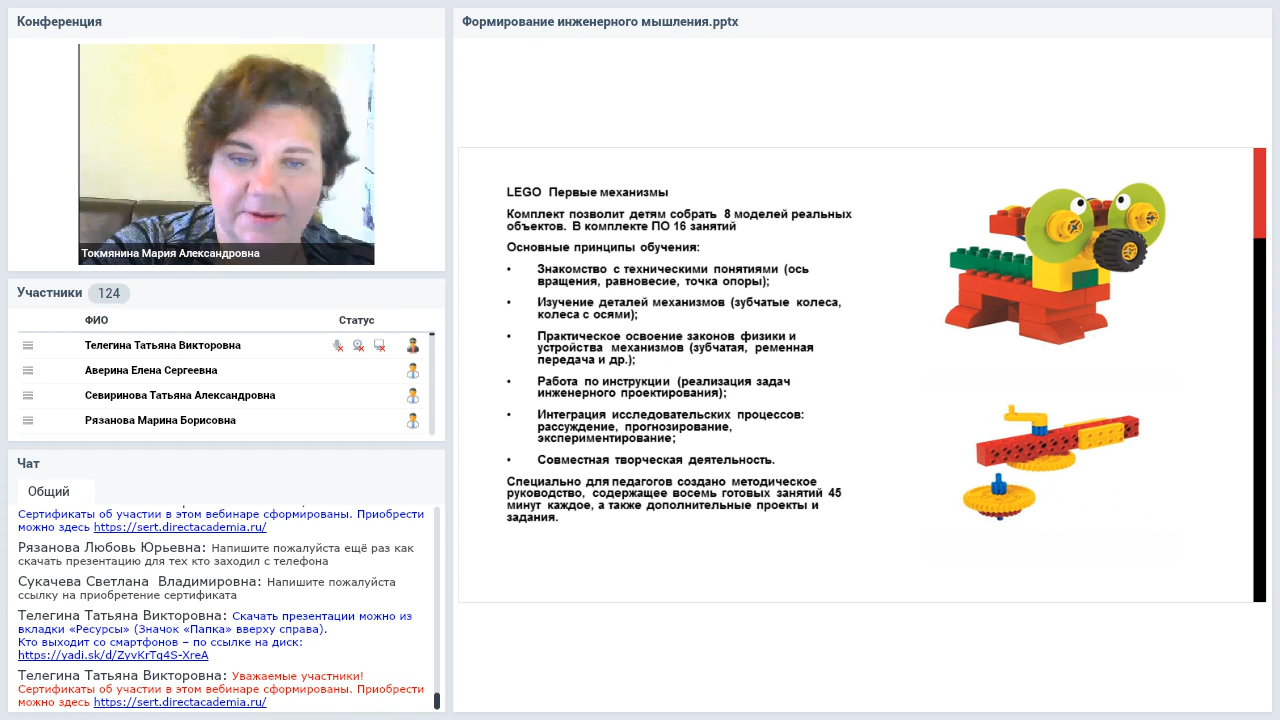 Конференция
Токмянина Мария Александровна
Участники 124
ФИО Статус
Телегина Татьяна Викторовна
Аверина Елена Сергеевна
Севиринова Татьяна Александровна
Рязанова Марина Борисовна
Чат
Общий
Сертификаты об участии в этом вебинаре сформированы. Приобрести
можно здесь https://sert.directacademia.ru/
Рязанова Любовь Юрьевна: Напишите пожалуйста ещё раз как
скачать презентацию для тех кто заходил с телефона
Сукачева Светлана Владимировна: Напишите пожалуйста
ссылку на приобретение сертификата
Телегина Татьяна Викторовна: Скачать презентации можно из
вкладки «Ресурсы» (Значок «Папка» вверху справа).
Кто выходит со смартфонов – по ссылке на диск:
https://yadi.sk/d/ZyvKrTq4S-XreA
Телегина Татьяна Викторовна: Уважаемые участники!
Сертификаты об участии в этом вебинаре сформированы. Приобрести
можно здесь https://sert.directacademia.ru/
Формирование инженерного мышления.pptx
LEGO Первые механизмы
Комплект позволит детям собрать 8 моделей реальных
объектов. В комплекте ПО 16 занятий
Основные принципы обучения:
• Знакомство с техническими понятиями (ось
вращения, равновесие, точка опоры);
• Изучение деталей механизмов (зубчатые колеса,
колеса с осями);
• Практическое освоение законов физики и
устройства механизмов (зубчатая, ременная
передача и др.);
• Работа по инструкции (реализация задач
инженерного проектирования);
• Интеграция исследовательских процессов:
рассуждение, прогнозирование,
экспериментирование;
• Совместная творческая деятельность.
Специально для педагогов создано методическое
руководство, содержащее восемь готовых занятий 45
минут каждое, а также дополнительные проекты и
задания.